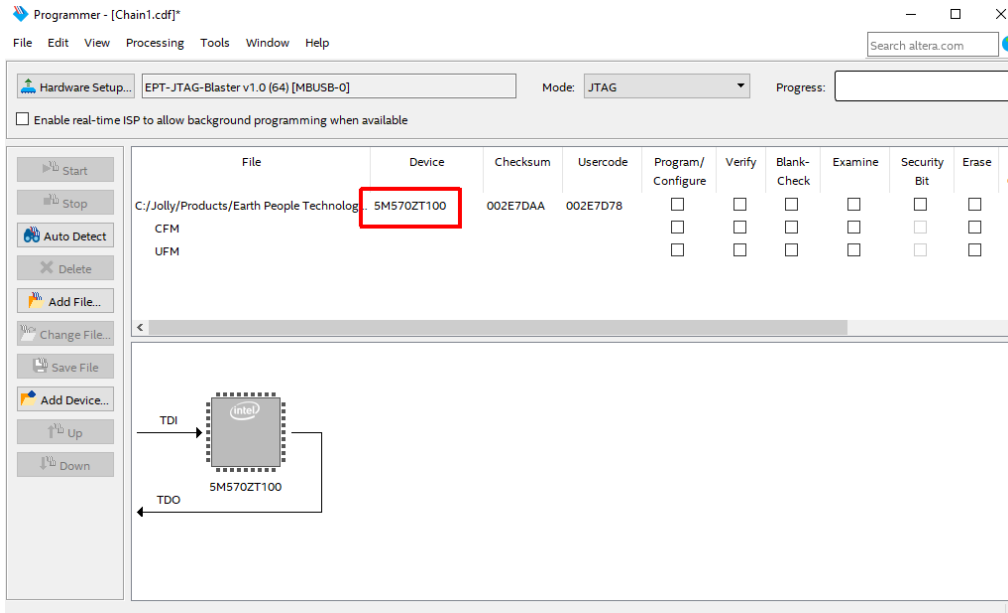 Programmer - [Chain1.cdf]*
File Edit View Processing Tools Window Help
Search altera.com
Hardware Setup... EPT-JTAG-Blaster v1.0 (64) [MBUSB-0] Mode: JTAG Progress:
Enable real-time ISP to allow background programming when available
Start
Stop
Auto Detect
Delete
Add File...
Change File...
Save File
Add Device...
Up
Down
File Device Checksum Usercode Program/ Verify Blank- Examine Security Erase
Configure Check Bit
C:/Jolly/Products/Earth People Technolog... 5M570ZT100 002E7DAA 002E7D78
CFM
UFM
intel
TDI
5M570ZT100
TDO